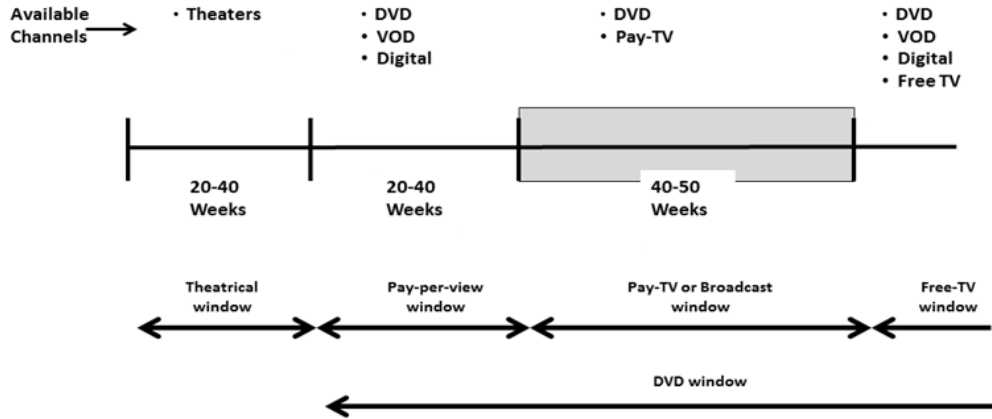 Available
Channels
• Theaters
• DVD
• VOD
• Digital
• DVD
• Pay-TV
• DVD
• VOD
• Digital
• Free TV
20-40
Weeks
20-40
Weeks
40-50
Weeks
Theatrical
window
Pay-per-view
window
Pay-TV or Broadcast
window
Free-TV
window
DVD window